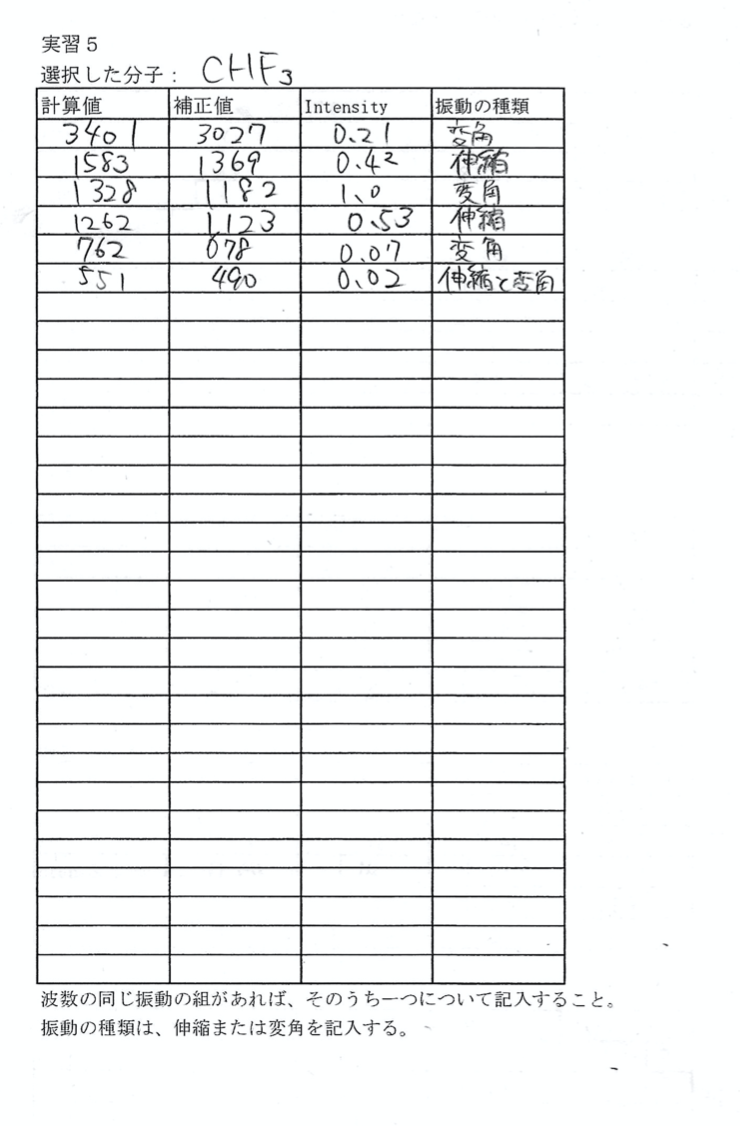 実習5
選択した分子： CHF3
計算値 補正値 Intensity 振動の種類
3401 3027 0.21 変角
1583 1369 0.42 伸縮
1328 1182 1.0 変角
1262 1123 0.53 伸縮
762 678 0.07 変角
551 490 0.02 伸縮と変角
波数の同じ振動の組があれば、そのうち一つについて記入すること。
振動の種類は、伸縮または変角を記入する。